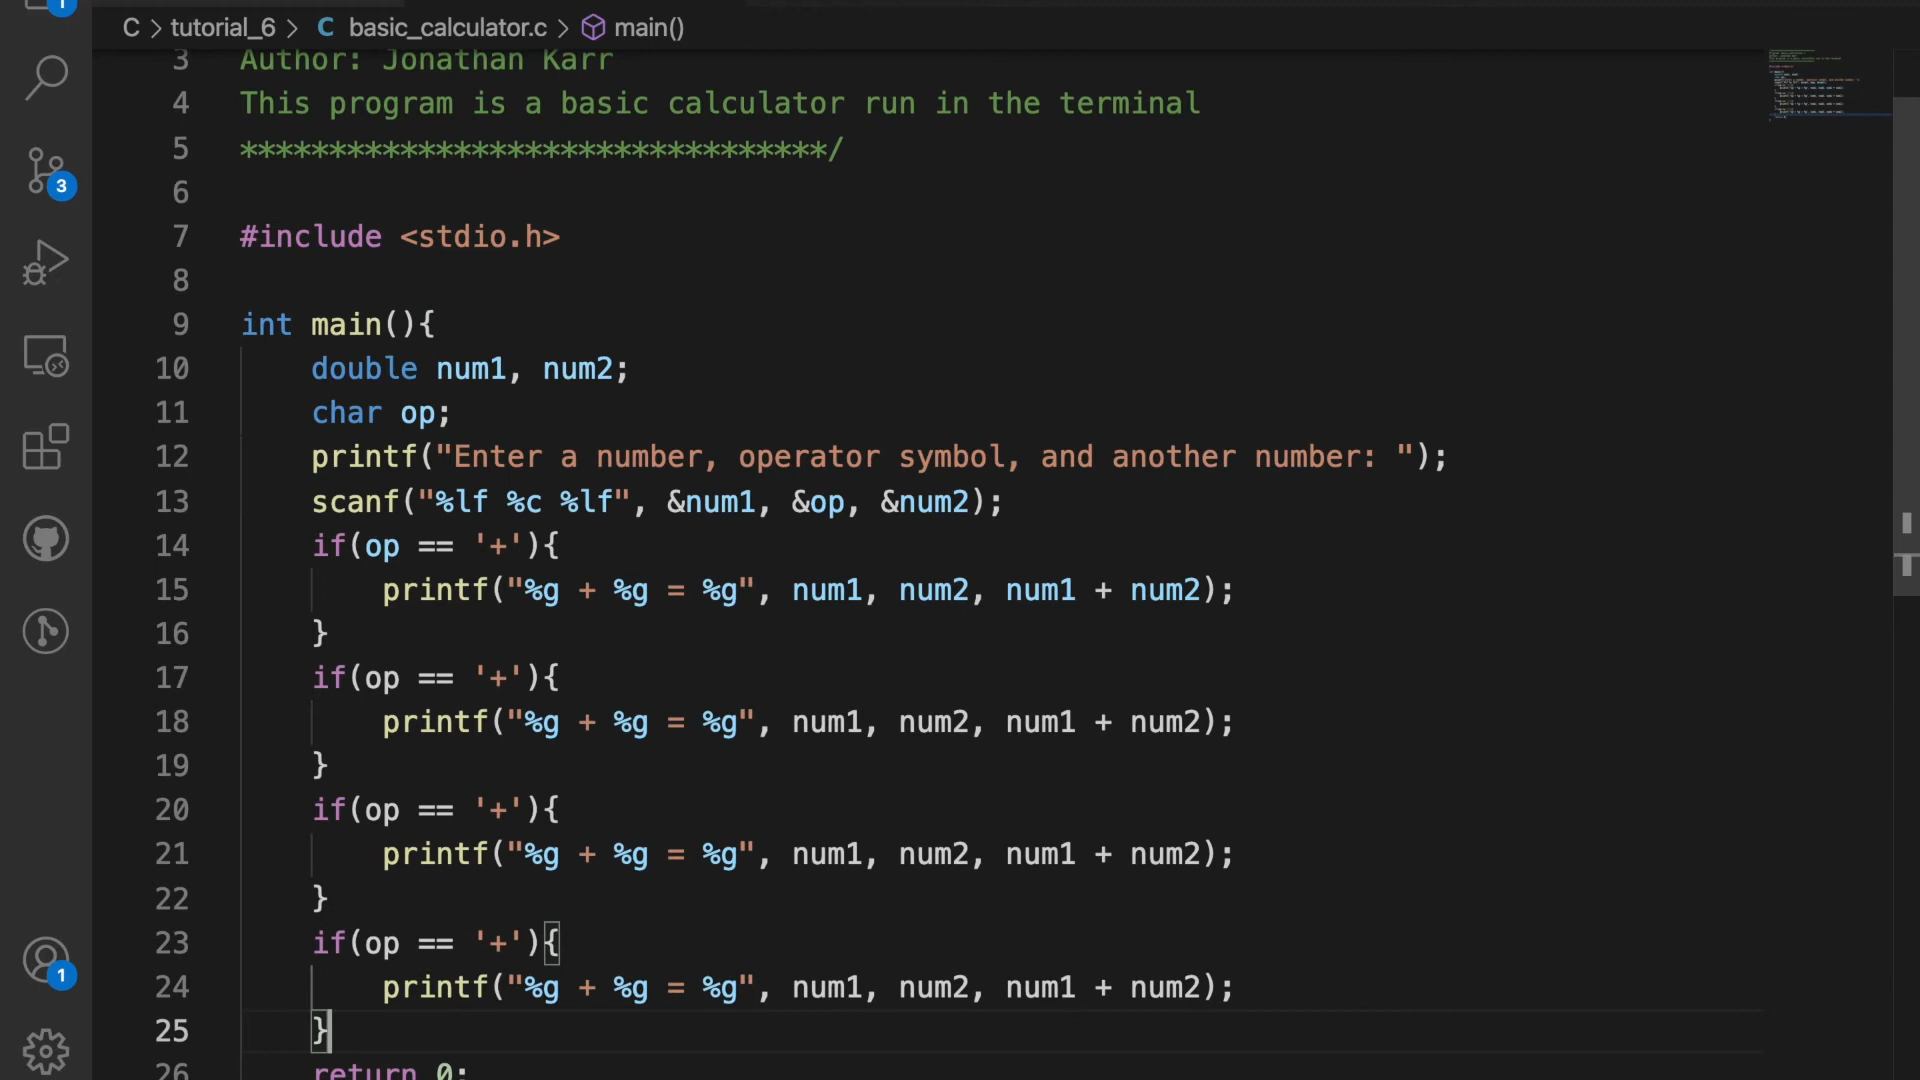 1
C > tutorial_6 > C basic_calculator.c > main()
3 Author: Jonathan Karr
4 This program is a basic calculator run in the terminal
5 *********************************/
6
7 #include <stdio.h>
8
9 int main(){
10 double num1, num2;
11 char op;
12 printf("Enter a number, operator symbol, and another number: ");
13 scanf("%lf %c %lf", &num1, &op, &num2);
14 if(op == '+'){
15 printf("%g + %g = %g", num1, num2, num1 + num2);
16 }
17 if(op == '+'){
18 printf("%g + %g = %g", num1, num2, num1 + num2);
19 }
20 if(op == '+'){
21 printf("%g + %g = %g", num1, num2, num1 + num2);
22 }
23 if(op == '+'){
24 printf("%g + %g = %g", num1, num2, num1 + num2);
25 }
26 return 0;
3
1